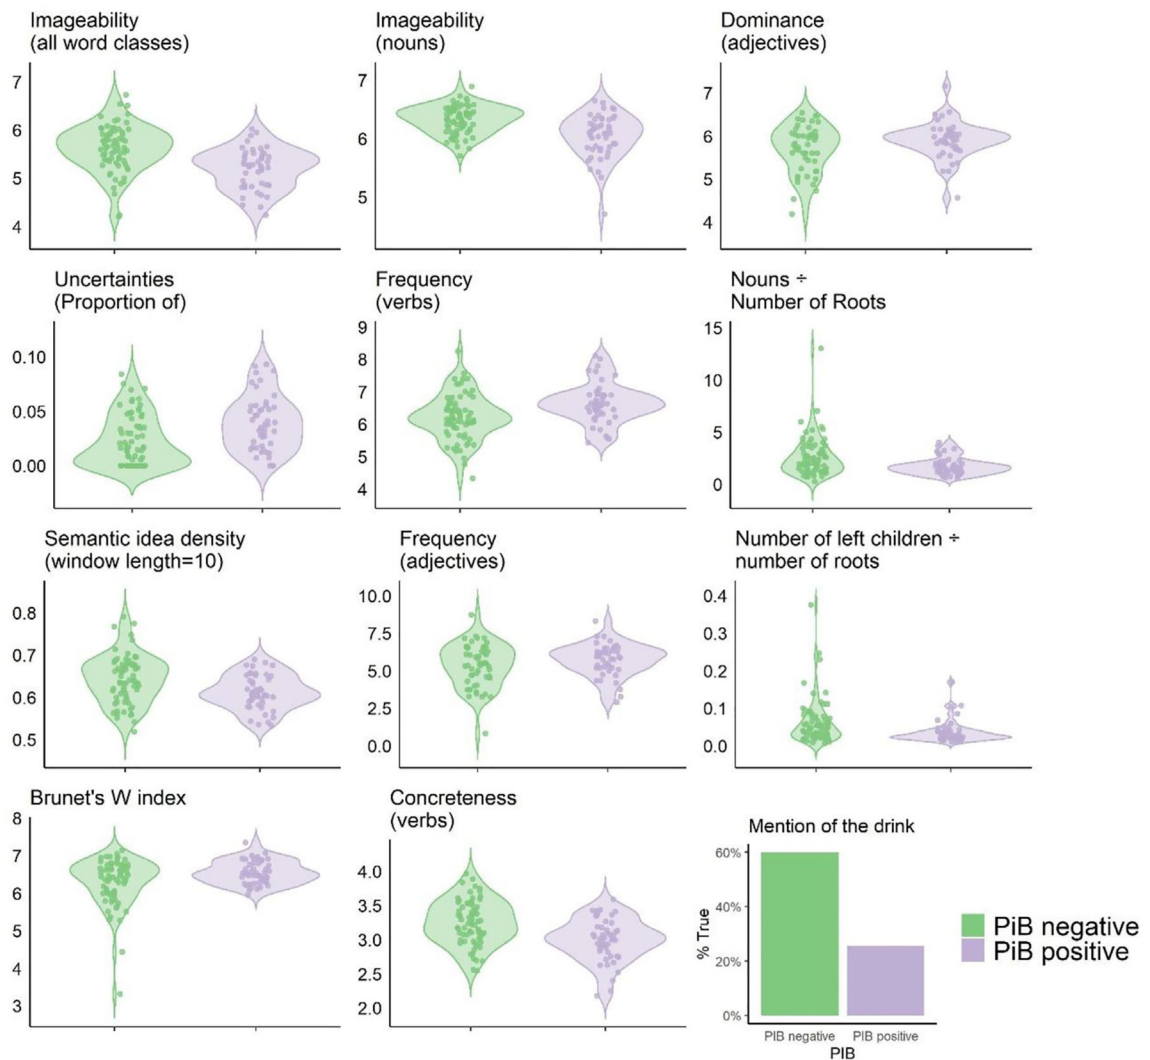 Imageability
(all word classes)
7
6
5
4
Imageability
(nouns)
7
6
5
Dominance
(adjectives)
7
6
5
4
Uncertainties
(Proportion of)
0.10
0.05
0.00
Frequency
(verbs)
9
8
7
6
5
4
Nouns ÷
Number of Roots
15
10
5
0
Semantic idea density
(window length=10)
0.8
0.7
0.6
0.5
Frequency
(adjectives)
10.0
7.5
5.0
2.5
0.0
Number of left children ÷
number of roots
0.4
0.3
0.2
0.1
0.0
Brunet's W index
8
7
6
5
4
3
Concreteness
(verbs)
4.0
3.5
3.0
2.5
2.0
Mention of the drink
% True
60%
40%
20%
0%
PIB negative PIB positive
PIB
PiB negative
PiB positive